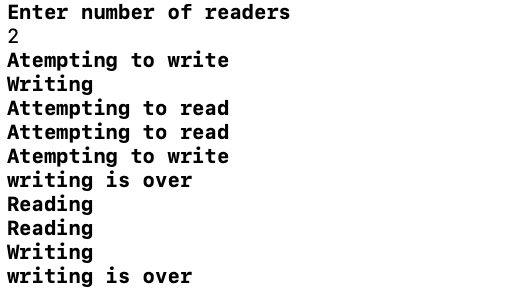 Enter number of readers
2
Atempting to write
Writing
Attempting to read
Attempting to read
Atempting to write
writing is over
Reading
Reading
Writing
writing is over